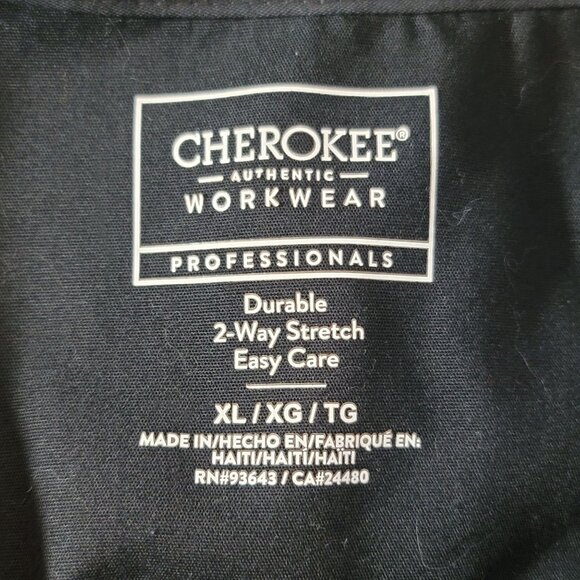 CHEROKEE®
AUTHENTIC
WORKWEAR
PROFESSIONALS
Durable
2-Way Stretch
Easy Care
XL / XG / TG
MADE IN/HECHO EN/FABRIQUÉ EN:
HAITI/HAITÍ/HAÏTI
RN#93643 / CA#24480